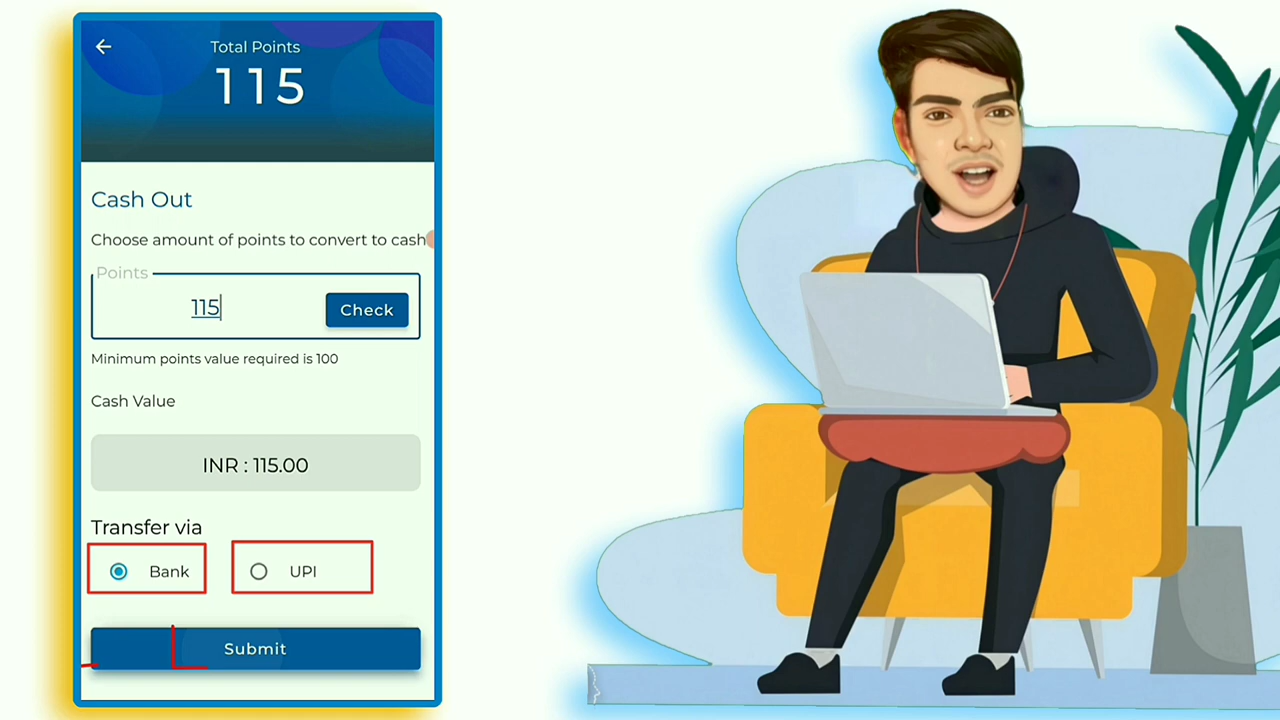 Total Points
115
Cash Out
Choose amount of points to convert to cash
Points
115
Check
Minimum points value required is 100
Cash Value
INR : 115.00
Transfer via
Bank
UPI
Submit